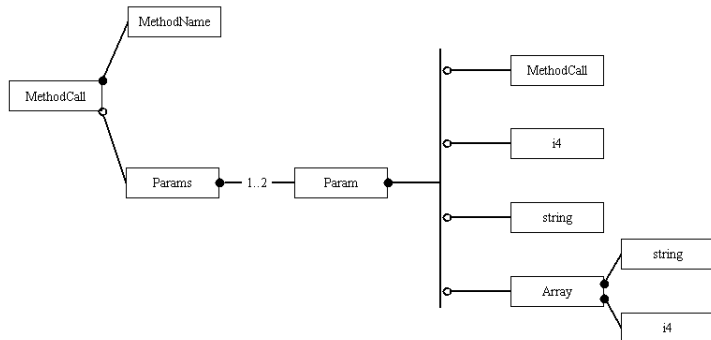 MethodName
MethodCall
MethodCall
i4
Params
1..2
Param
string
string
Array
i4